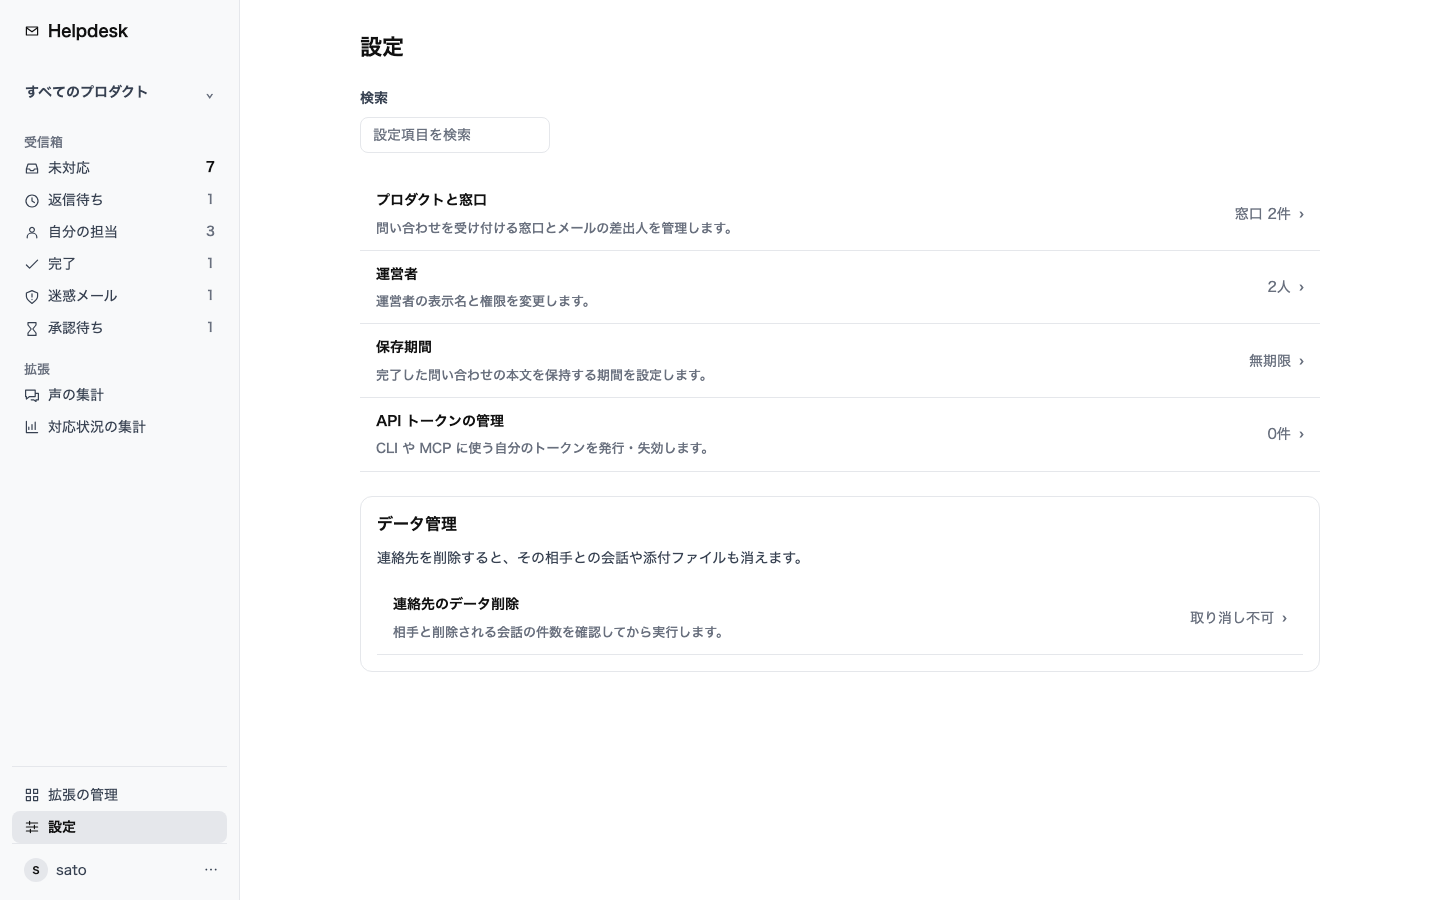 Helpdesk
すべてのプロダクト
受信箱
未対応 7
返信待ち 1
自分の担当 3
完了 1
迷惑メール 1
承認待ち 1
拡張
声の集計
対応状況の集計
拡張の管理
設定
S sato ...
設定
検索
設定項目を検索
プロダクトと窓口
問い合わせを受け付ける窓口とメールの差出人を管理します。
窓口 2件 ›
運営者
運営者の表示名と権限を変更します。
2人 ›
保存期間
完了した問い合わせの本文を保持する期間を設定します。
無期限 ›
API トークンの管理
CLI や MCP に使う自分のトークンを発行・失効します。
0件 ›
データ管理
連絡先を削除すると、その相手との会話や添付ファイルも消えます。
連絡先のデータ削除
相手と削除される会話の件数を確認してから実行します。
取り消し不可 ›